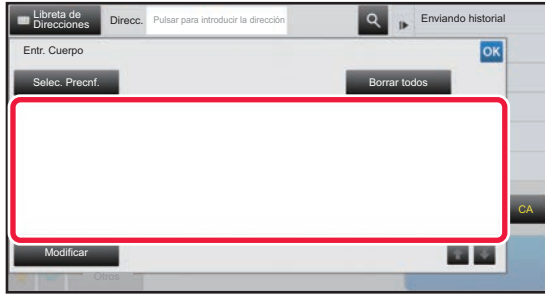 Libreta de
Direcciones
Direcc.
Pulsar para introducir la dirección
Enviando historial
Entr. Cuerpo
OK
Selec. Precnf.
Borrar todos
CA
Modificar
Otros